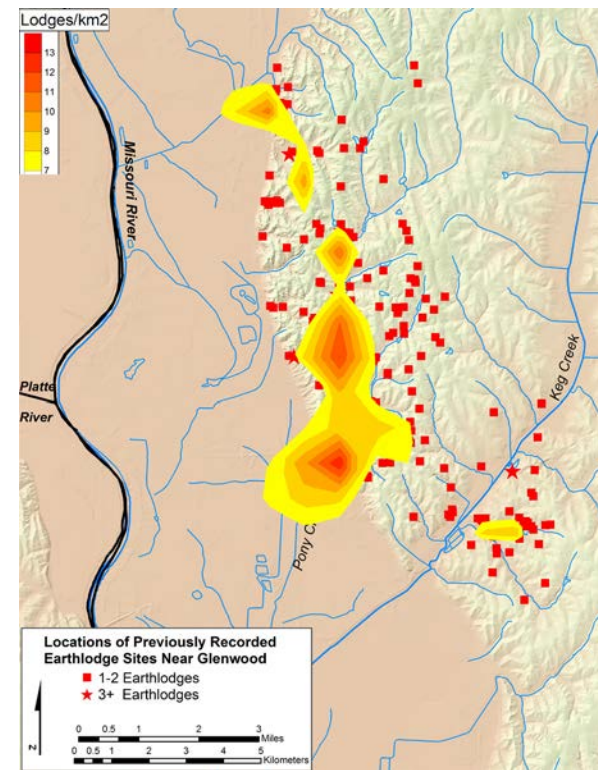 Lodges/km2
13
12
11
10
9
8
7
Missouri River
Platte
River
Keg Creek
Locations of Previously Recorded
Earthlodge Sites Near Glenwood
1-2 Earthlodges
3+ Earthlodges
0 0.5 1 2 3
Miles
0 0.5 1 2 3 4 5
Kilometers
N
Pony